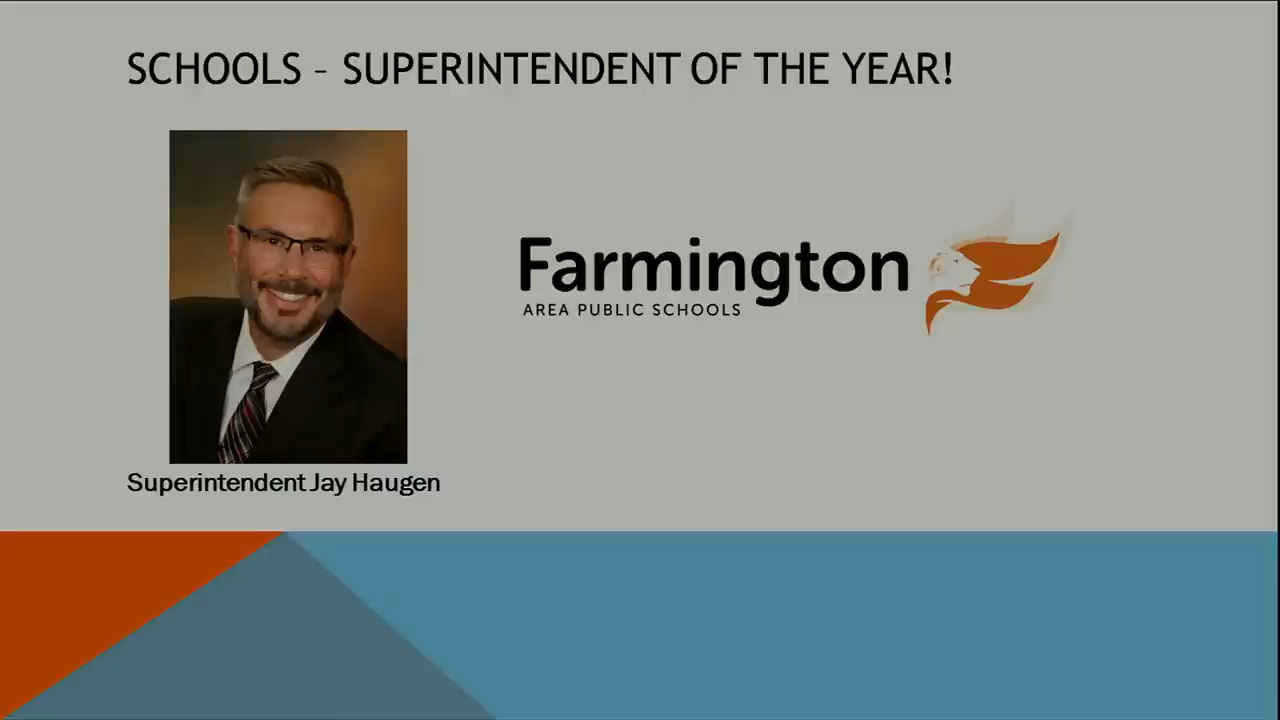 SCHOOLS – SUPERINTENDENT OF THE YEAR!
Farmington
AREA PUBLIC SCHOOLS
Superintendent Jay Haugen